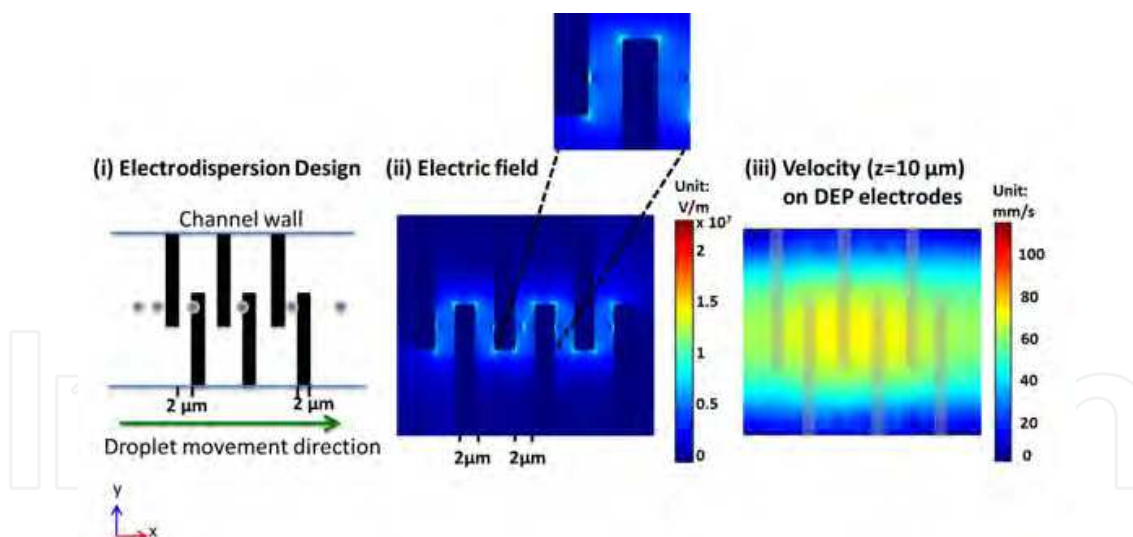 (i) Electrodispersion Design
Channel wall
2 μm
2 μm
Droplet movement direction
y
x
(ii) Electric field
Unit:
V/m
x 10⁷
2
1.5
1
0.5
0
2μm
2μm
(iii) Velocity (z=10 μm)
on DEP electrodes
Unit:
mm/s
100
80
60
40
20
0